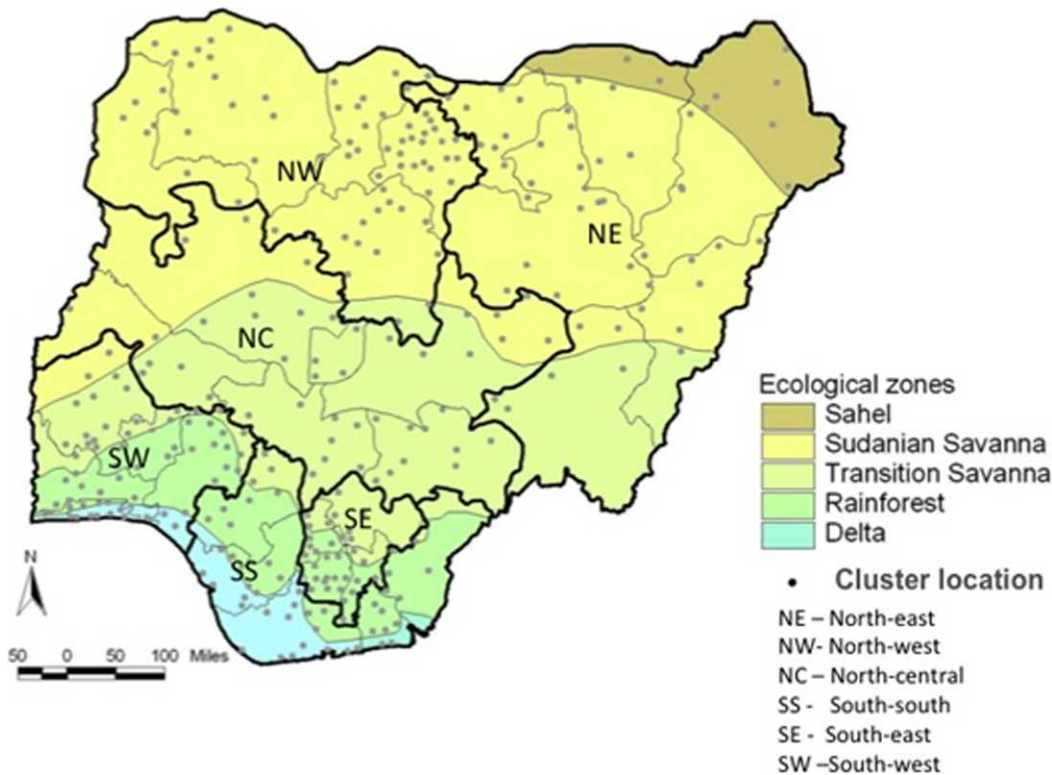 NW
NE
NC
SW
SE
SS
N
50 0 50 100 Miles
Ecological zones
Sahel
Sudanian Savanna
Transition Savanna
Rainforest
Delta
Cluster location
NE – North-east
NW- North-west
NC – North-central
SS - South-south
SE - South-east
SW –South-west